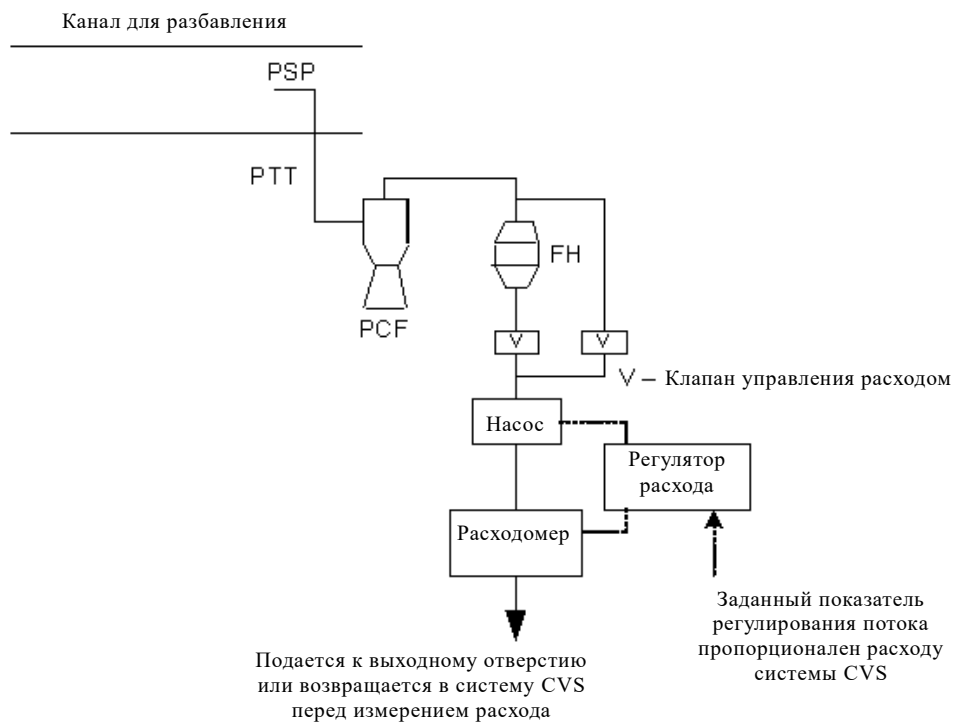 Канал для разбавления
PSP
PTT
FH
PCF
V
V
V – Клапан управления расходом
Насос
Регулятор
расхода
Расходомер
Заданный показатель
регулирования потока
пропорционален расходу
системы CVS
Подается к выходному отверстию
или возвращается в систему CVS
перед измерением расхода